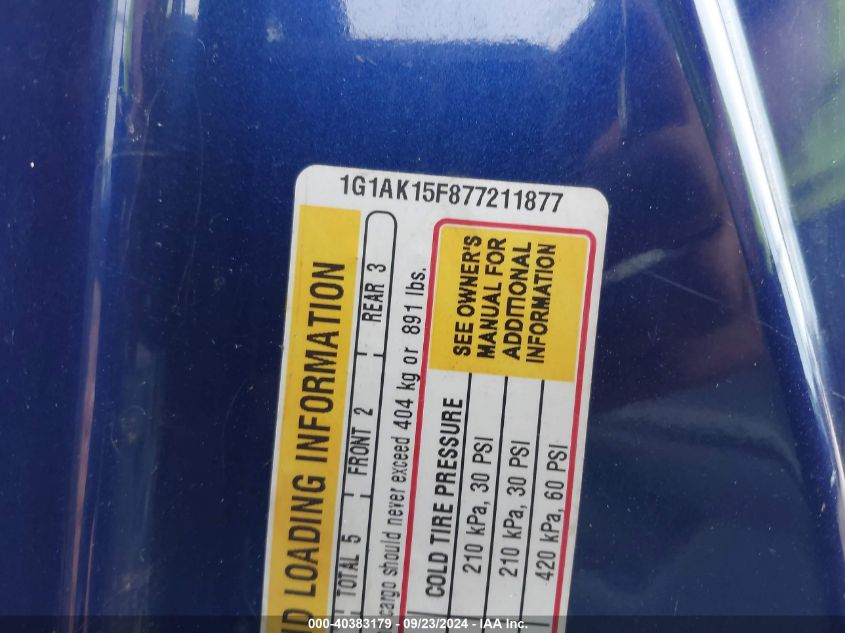 1G1AK15F877211877
LOADING INFORMATION
TOTAL 5 FRONT 2 REAR 3
cargo should never exceed 404 kg or 891 lbs.
COLD TIRE PRESSURE
210 kPa, 30 PSI
210 kPa, 30 PSI
420 kPa, 60 PSI
SEE OWNER'S
MANUAL FOR
ADDITIONAL
INFORMATION
000-40383179 - 09/23/2024 - IAA Inc.